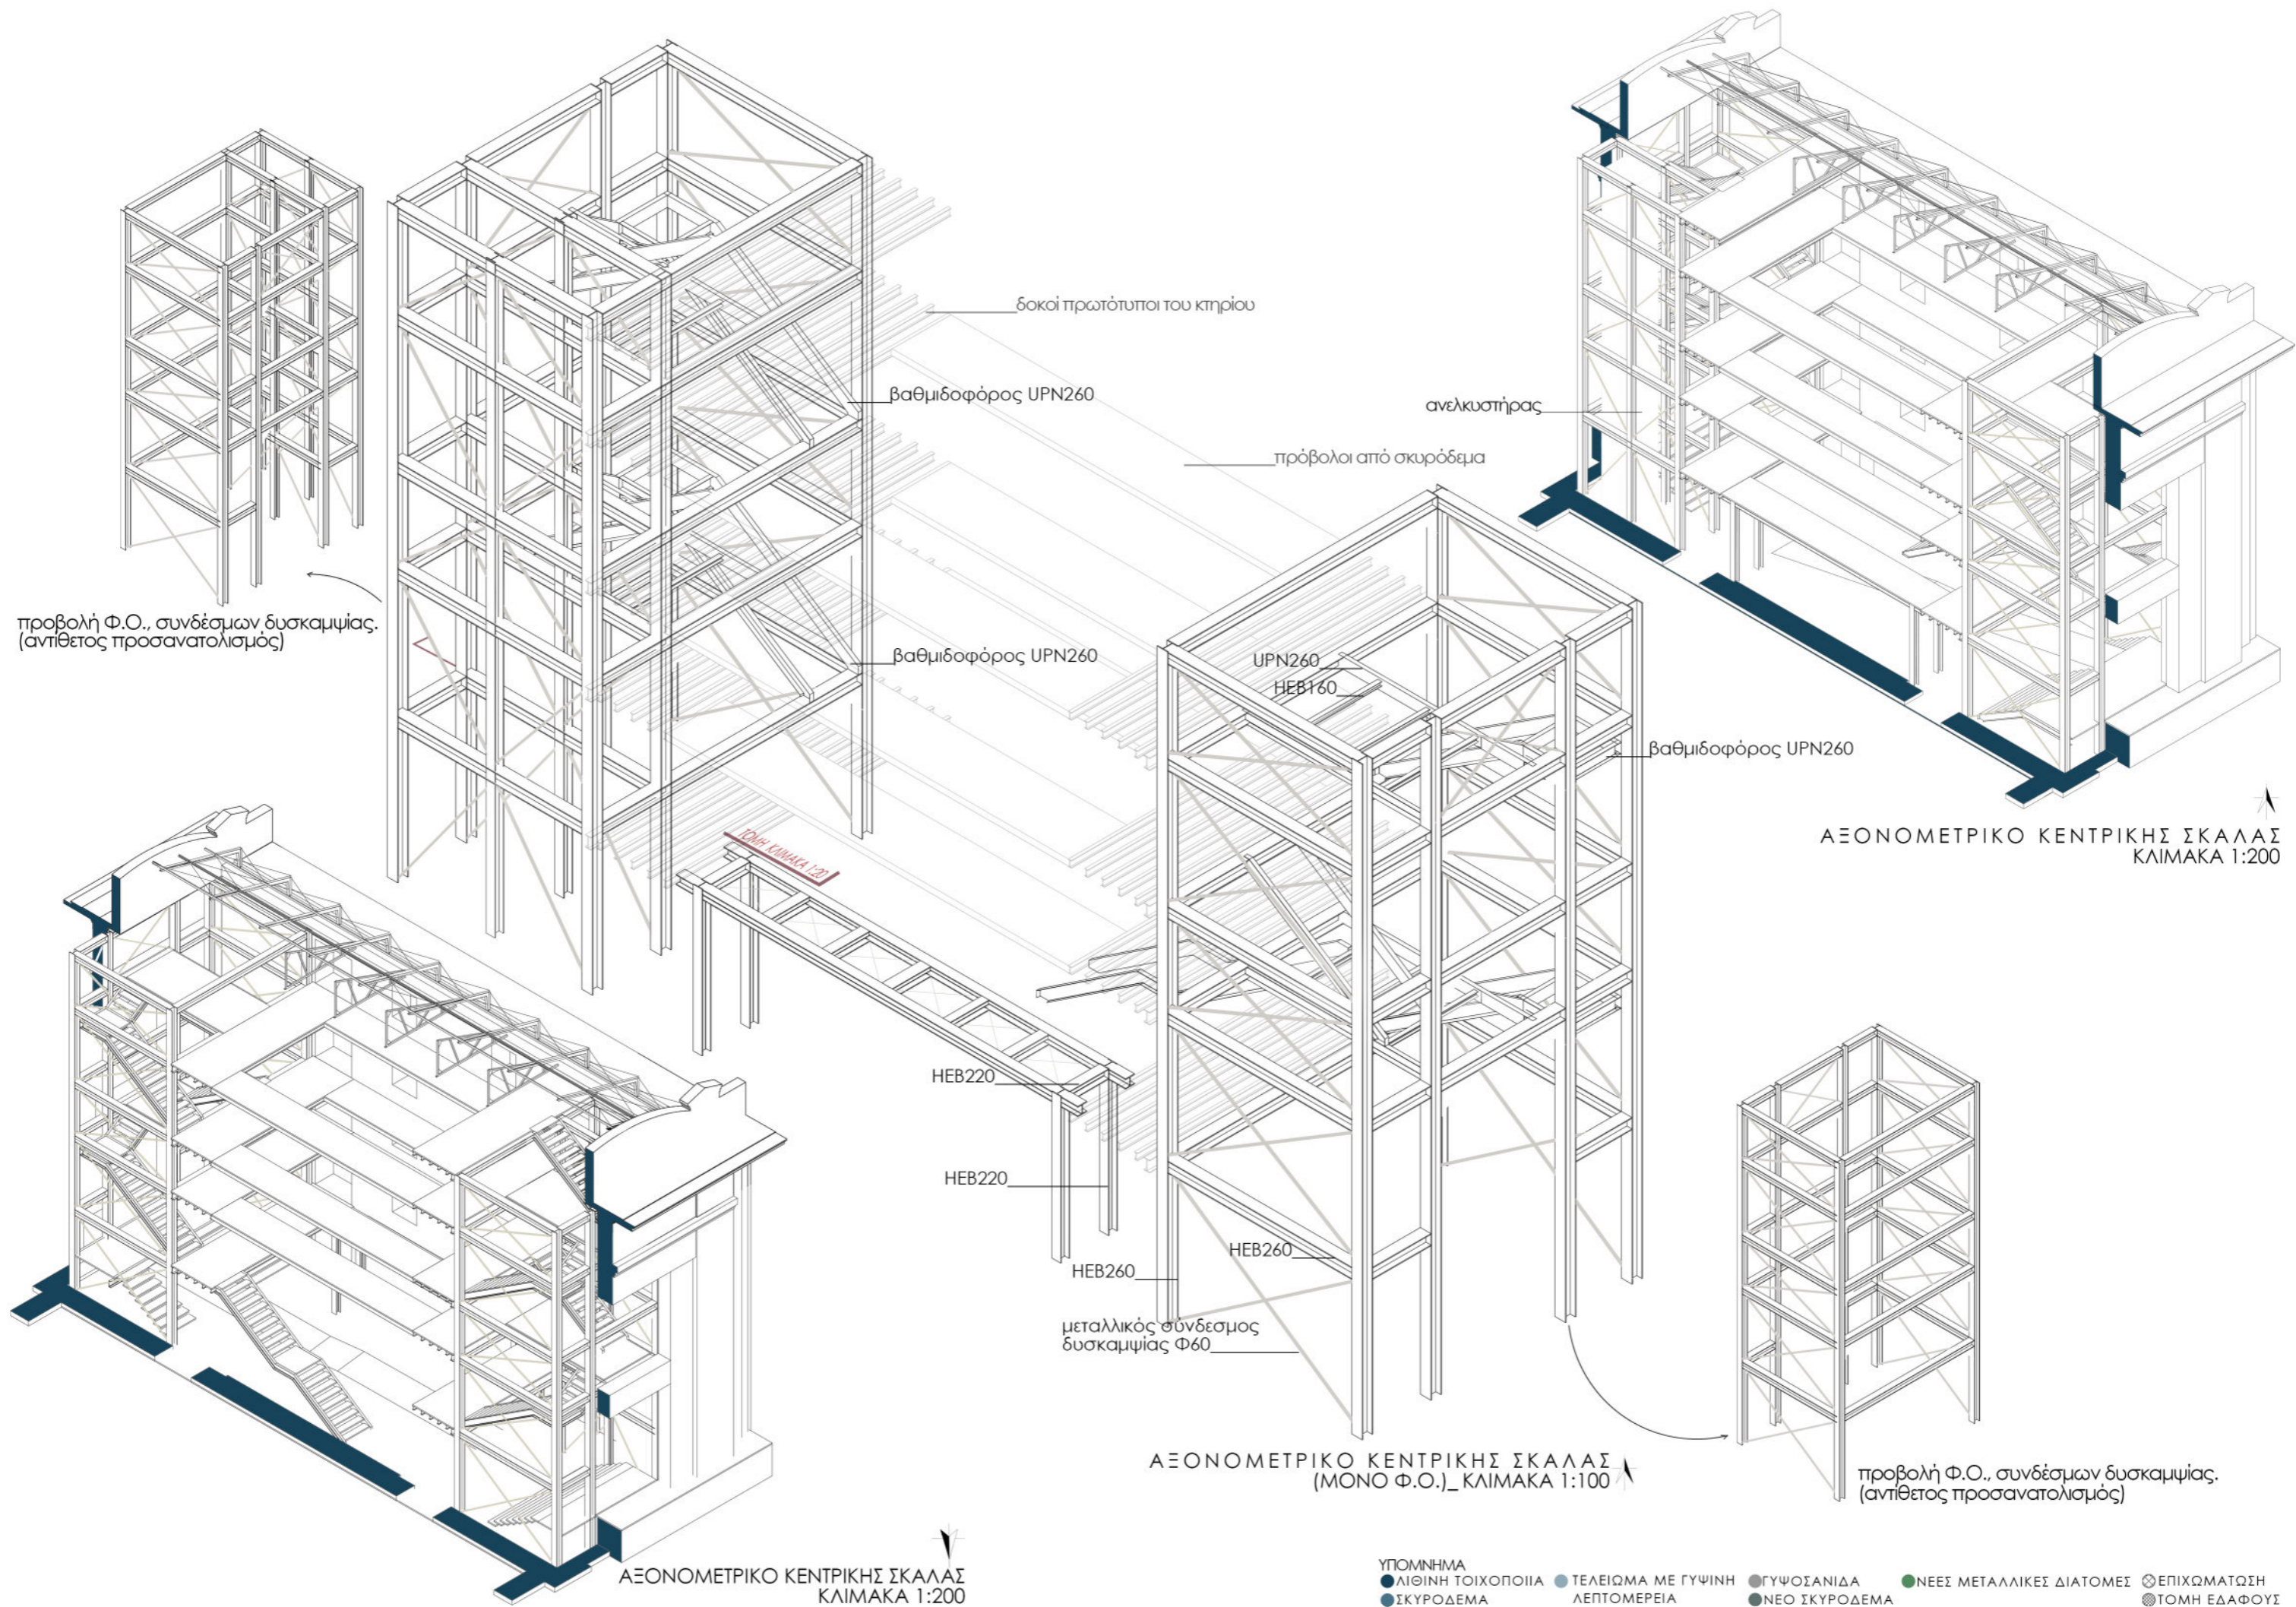 δοκοί πρωτότυποι του κτηρίου
βαθμιδοφόρος UPN260
ανελκυστήρας
πρόβολοι από σκυρόδεμα
προβολή Φ.Ο., συνδέσμων δυσκαμψίας.
(αντίθετος προσανατολισμός)
βαθμιδοφόρος UPN260
UPN260
HEB160
βαθμιδοφόρος UPN260
ΑΞΟΝΟΜΕΤΡΙΚΟ ΚΕΝΤΡΙΚΗΣ ΣΚΑΛΑΣ
ΚΛΙΜΑΚΑ 1:200
ΤΟΜΗ ΚΛΙΜΑΚΑ 1:20
HEB220
HEB220
HEB260
HEB260
μεταλλικός σύνδεσμος
δυσκαμψίας Φ60
ΑΞΟΝΟΜΕΤΡΙΚΟ ΚΕΝΤΡΙΚΗΣ ΣΚΑΛΑΣ
(ΜΟΝΟ Φ.Ο.)_ ΚΛΙΜΑΚΑ 1:100
προβολή Φ.Ο., συνδέσμων δυσκαμψίας.
(αντίθετος προσανατολισμός)
ΑΞΟΝΟΜΕΤΡΙΚΟ ΚΕΝΤΡΙΚΗΣ ΣΚΑΛΑΣ
ΚΛΙΜΑΚΑ 1:200
ΥΠΟΜΝΗΜΑ
ΛΙΘΙΝΗ ΤΟΙΧΟΠΟΙΙΑ ΤΕΛΕΙΩΜΑ ΜΕ ΓΥΨΙΝΗ ΓΥΨΟΣΑΝΙΔΑ ΝΕΕΣ ΜΕΤΑΛΛΙΚΕΣ ΔΙΑΤΟΜΕΣ ΕΠΙΧΩΜΑΤΩΣΗ
ΣΚΥΡΟΔΕΜΑ ΛΕΠΤΟΜΕΡΕΙΑ ΝΕΟ ΣΚΥΡΟΔΕΜΑ ΤΟΜΗ ΕΔΑΦΟΥΣ